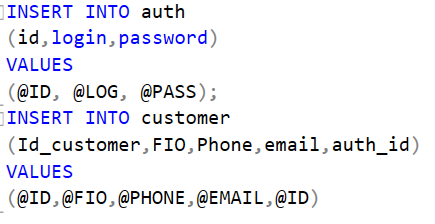 INSERT INTO auth
(id,login,password)
VALUES
(@ID, @LOG, @PASS);
INSERT INTO customer
(Id_customer,FIO,Phone,email,auth_id)
VALUES
(@ID,@FIO,@PHONE,@EMAIL,@ID)